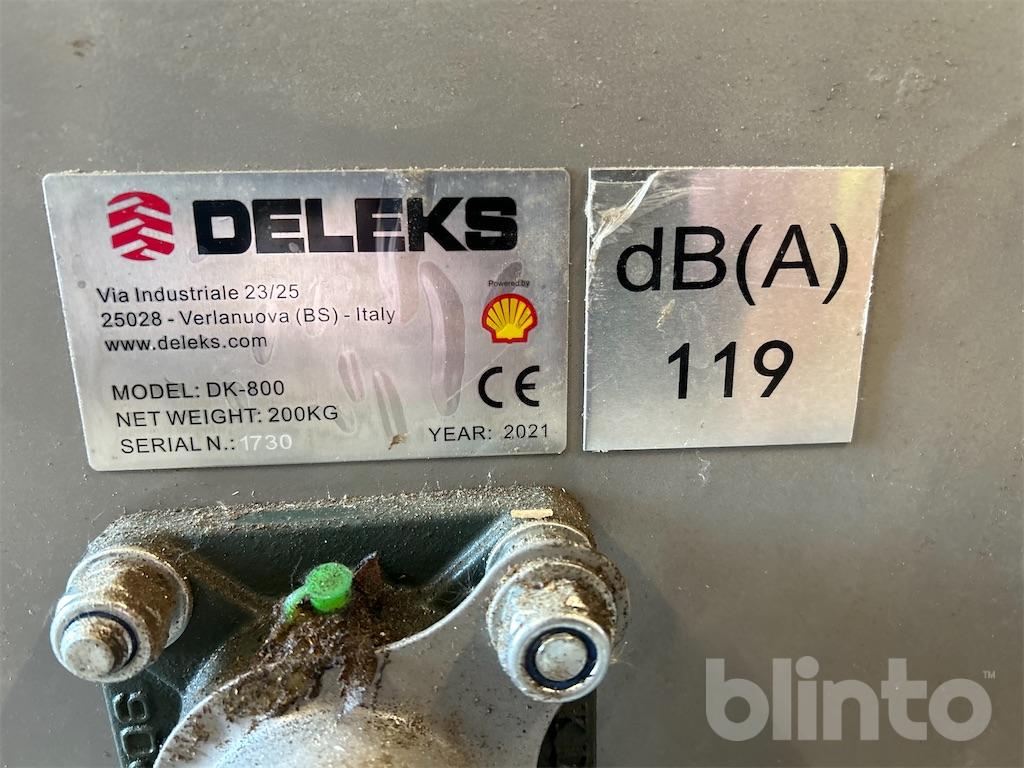 DELEKS
Via Industriale 23/25
25028 - Verlanuova (BS) - Italy
www.deleks.com
Powered by
MODEL: DK-800
NET WEIGHT: 200KG
SERIAL N.: 1730
CE
YEAR: 2021
dB(A)
119
blinto™